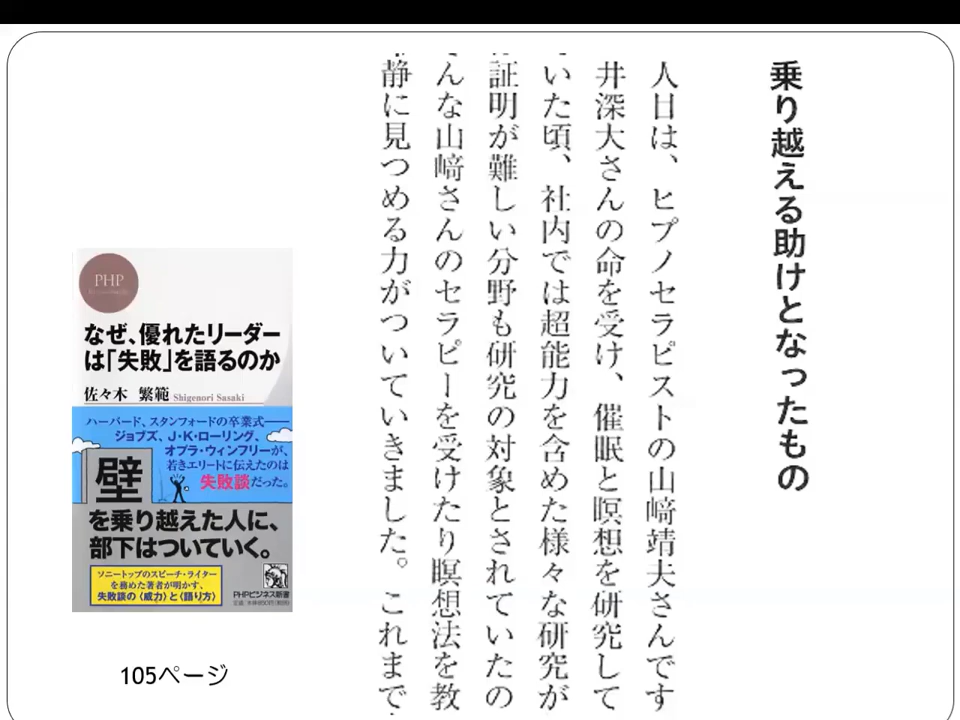 乗り越える助けとなったもの
人目は、ヒプノセラピストの山﨑靖夫さんです
井深大さんの命を受け、催眠と瞑想を研究して
いた頃、社内では超能力を含めた様々な研究が
証明が難しい分野も研究の対象とされていたの
んな山﨑さんのセラピーを受けたり瞑想法を教
静に見つめる力がついていきました。これまで
PHP
なぜ、優れたリーダー
は「失敗」を語るのか
佐々木 繁範 Shigenori Sasaki
ハーバード、スタンフォードの卒業式――
ジョブズ、J・K・ローリング、
オプラ・ウィンフリーが、
若きエリートに伝えたのは
失敗談だった。
壁
を乗り越えた人に、
部下はついていく。
ソニートップのスピーチ・ライター
を務めた著者が明かす、
失敗談の〈威力〉と〈語り方〉
PHPビジネス新書
105ページ